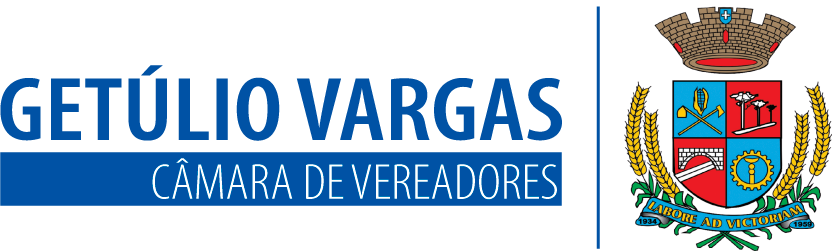 GETÚLIO VARGAS
CÂMARA DE VEREADORES
LABORE AD VICTORIAM
1934
1959